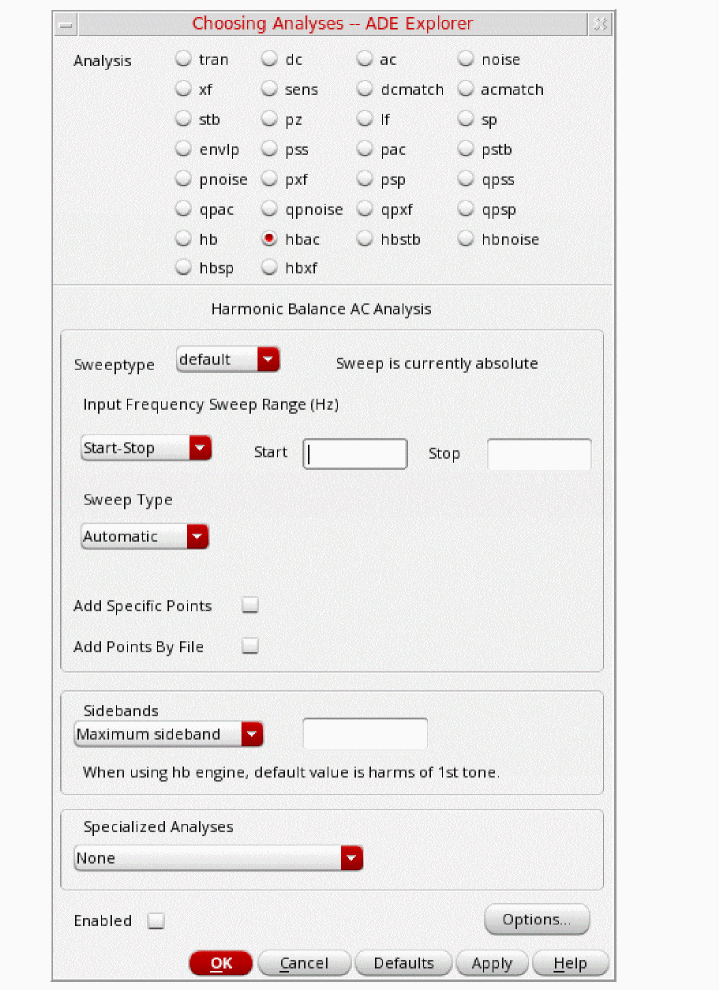 Choosing Analyses -- ADE Explorer
Analysis tran dc ac noise
xf sens dcmatch acmatch
stb pz lf sp
envlp pss pac pstb
pnoise pxf psp qpss
qpac qpnoise qpxf qpsp
hb hbac hbstb hbnoise
hbsp hbxf
Harmonic Balance AC Analysis
Sweeptype default Sweep is currently absolute
Input Frequency Sweep Range (Hz)
Start-Stop Start Stop
Sweep Type
Automatic
Add Specific Points
Add Points By File
Sidebands
Maximum sideband
When using hb engine, default value is harms of 1st tone.
Specialized Analyses
None
Enabled Options...
OK Cancel Defaults Apply Help